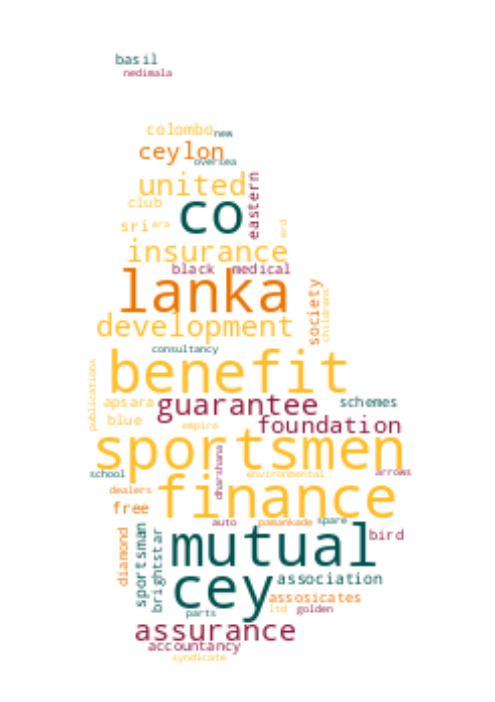 basil
nedimala
colombo
new
ceylon
oversea
united
eastern
club
co
sri
era
erd
insurance
black
medical
lanka
society
childrens
development
consultancy
benefit
publications
apsara
guarantee
schemes
blue
empire
foundation
sportsmen
school
dharshana
environmental
arrows
dealers
finance
free
auto
pamankade
spare
diamond
sportsman
brightstar
mutual
bird
cey
association
assosicates
parts
ltd
golden
assurance
accountancy
syndicate